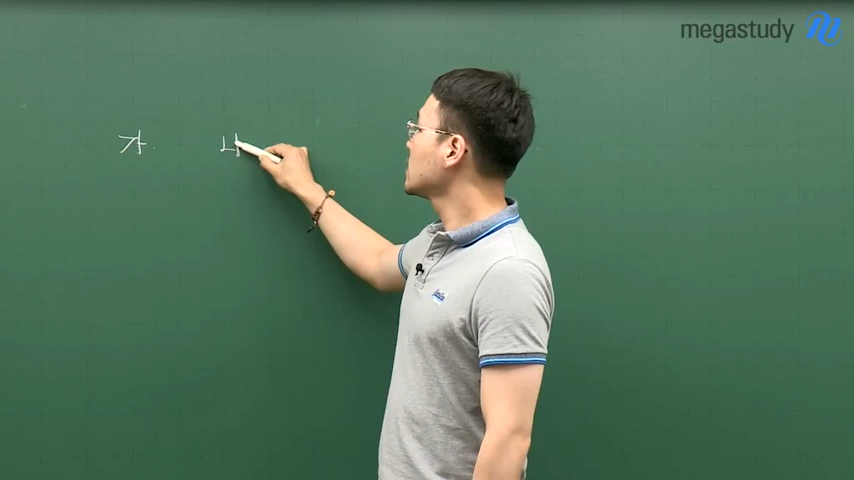 megastudy
가 나